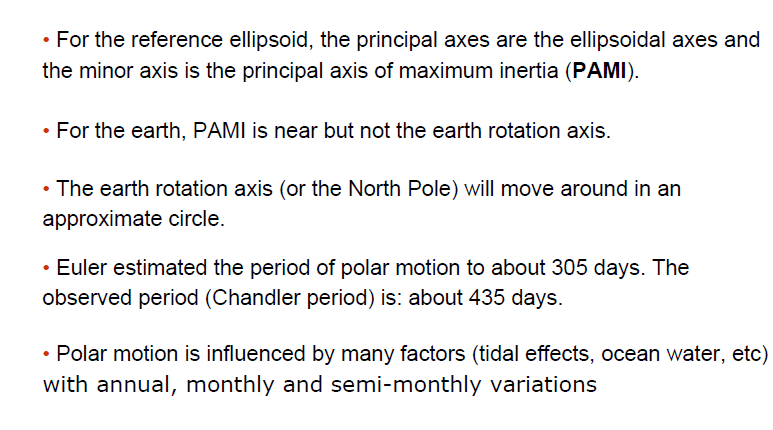 • For the reference ellipsoid, the principal axes are the ellipsoidal axes and
the minor axis is the principal axis of maximum inertia (PAMI).
• For the earth, PAMI is near but not the earth rotation axis.
• The earth rotation axis (or the North Pole) will move around in an
approximate circle.
• Euler estimated the period of polar motion to about 305 days. The
observed period (Chandler period) is: about 435 days.
• Polar motion is influenced by many factors (tidal effects, ocean water, etc)
with annual, monthly and semi-monthly variations